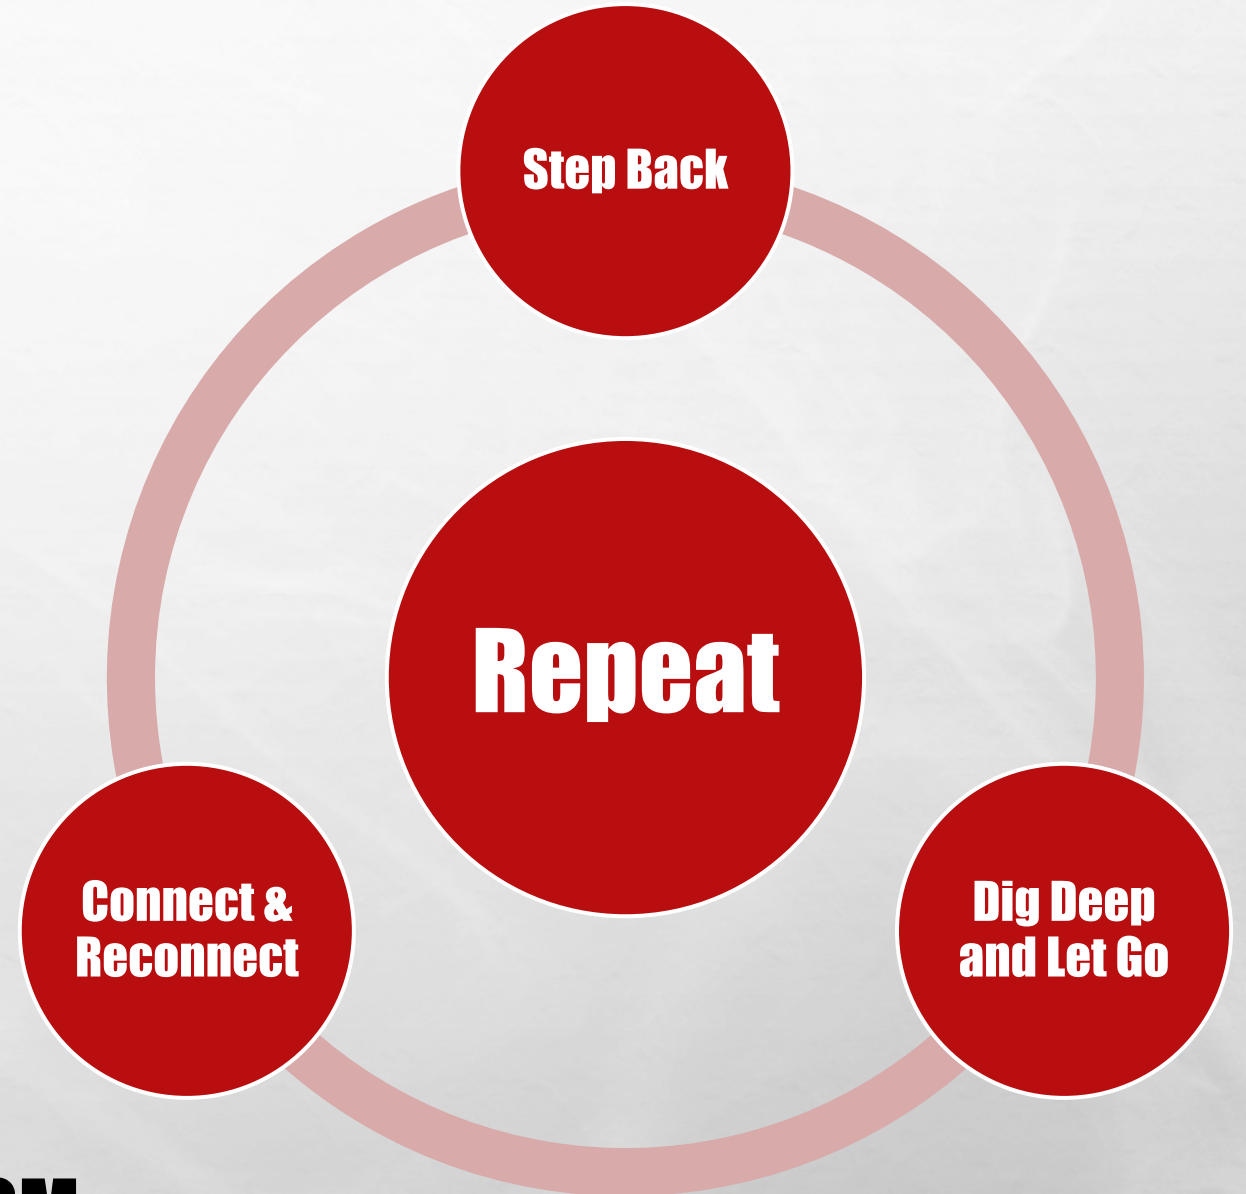 Step Back
Repeat
Connect &
Reconnect
Dig Deep
and Let Go